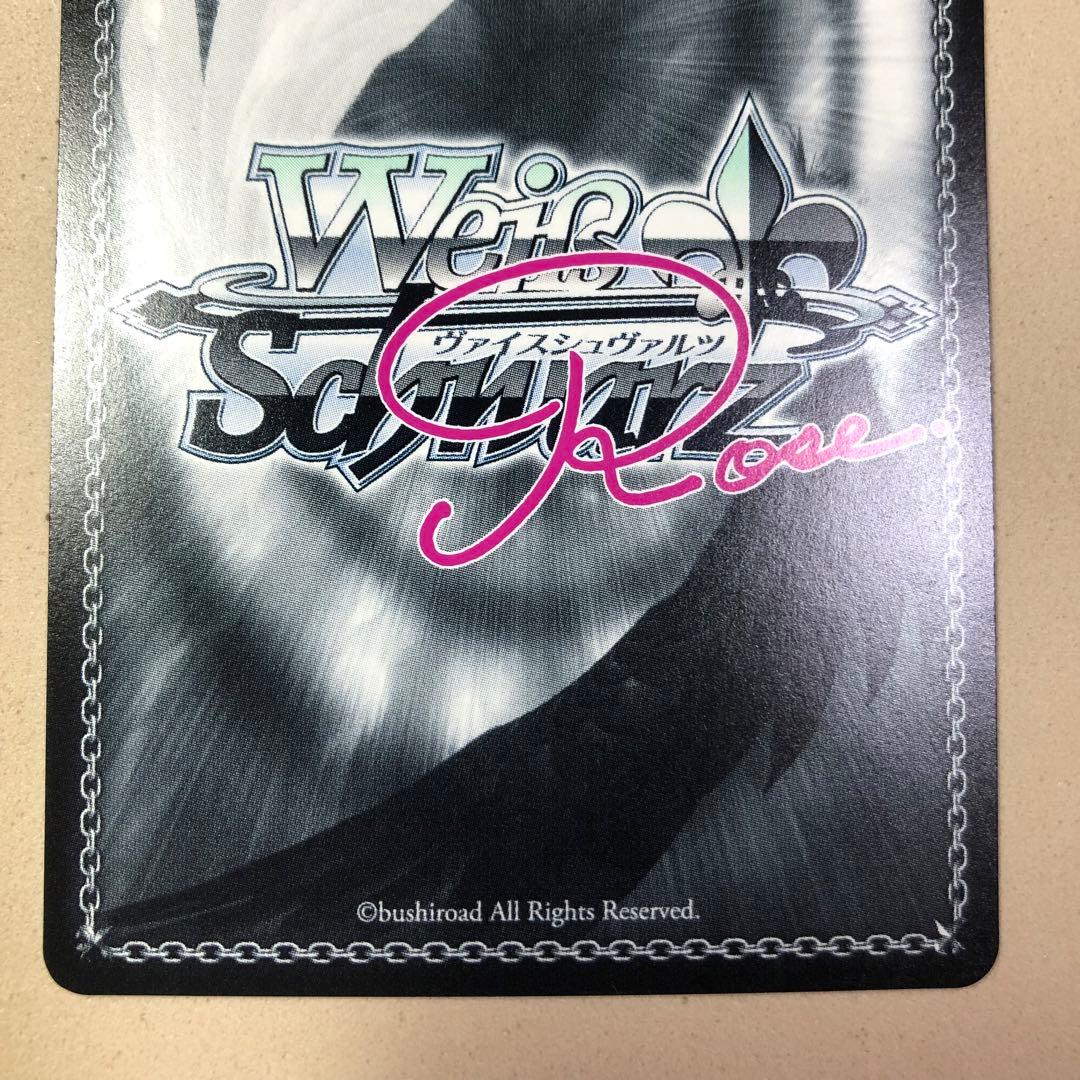 Weiß
ヴァイスシュヴァルツ
Schwarz
Rose.
©bushiroad All Rights Reserved.